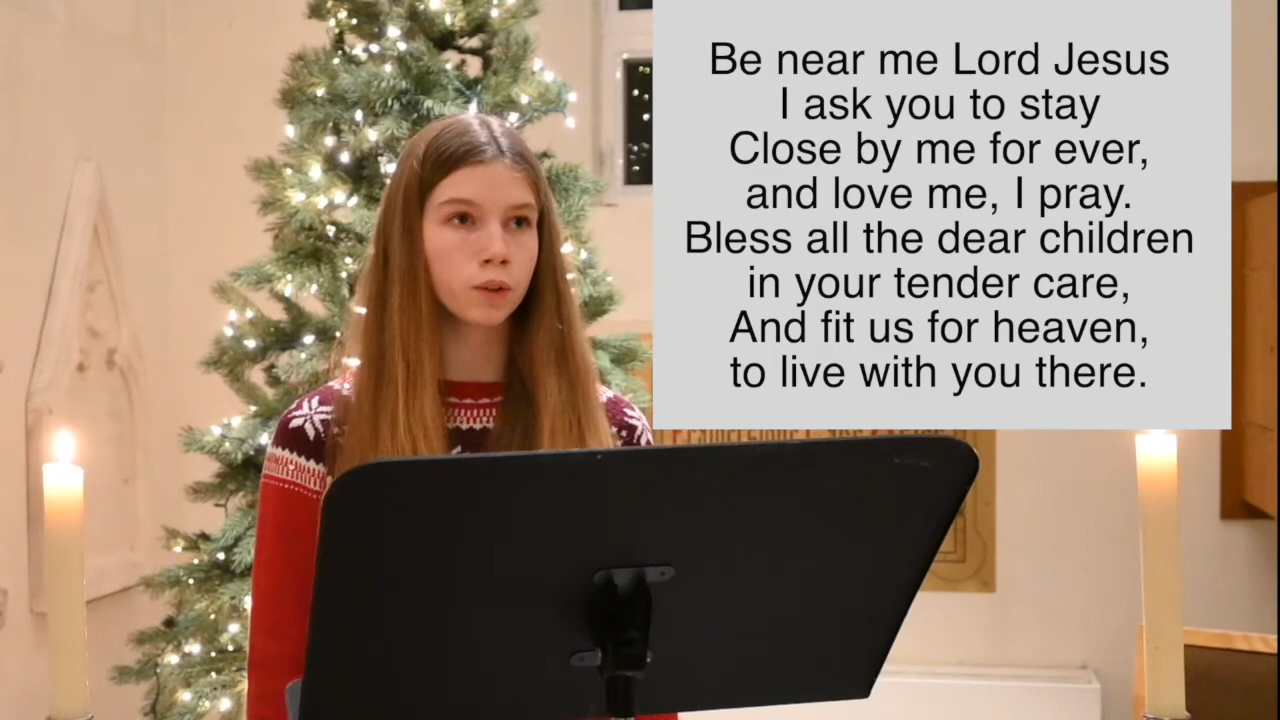 Be near me Lord Jesus
I ask you to stay
Close by me for ever,
and love me, I pray.
Bless all the dear children
in your tender care,
And fit us for heaven,
to live with you there.